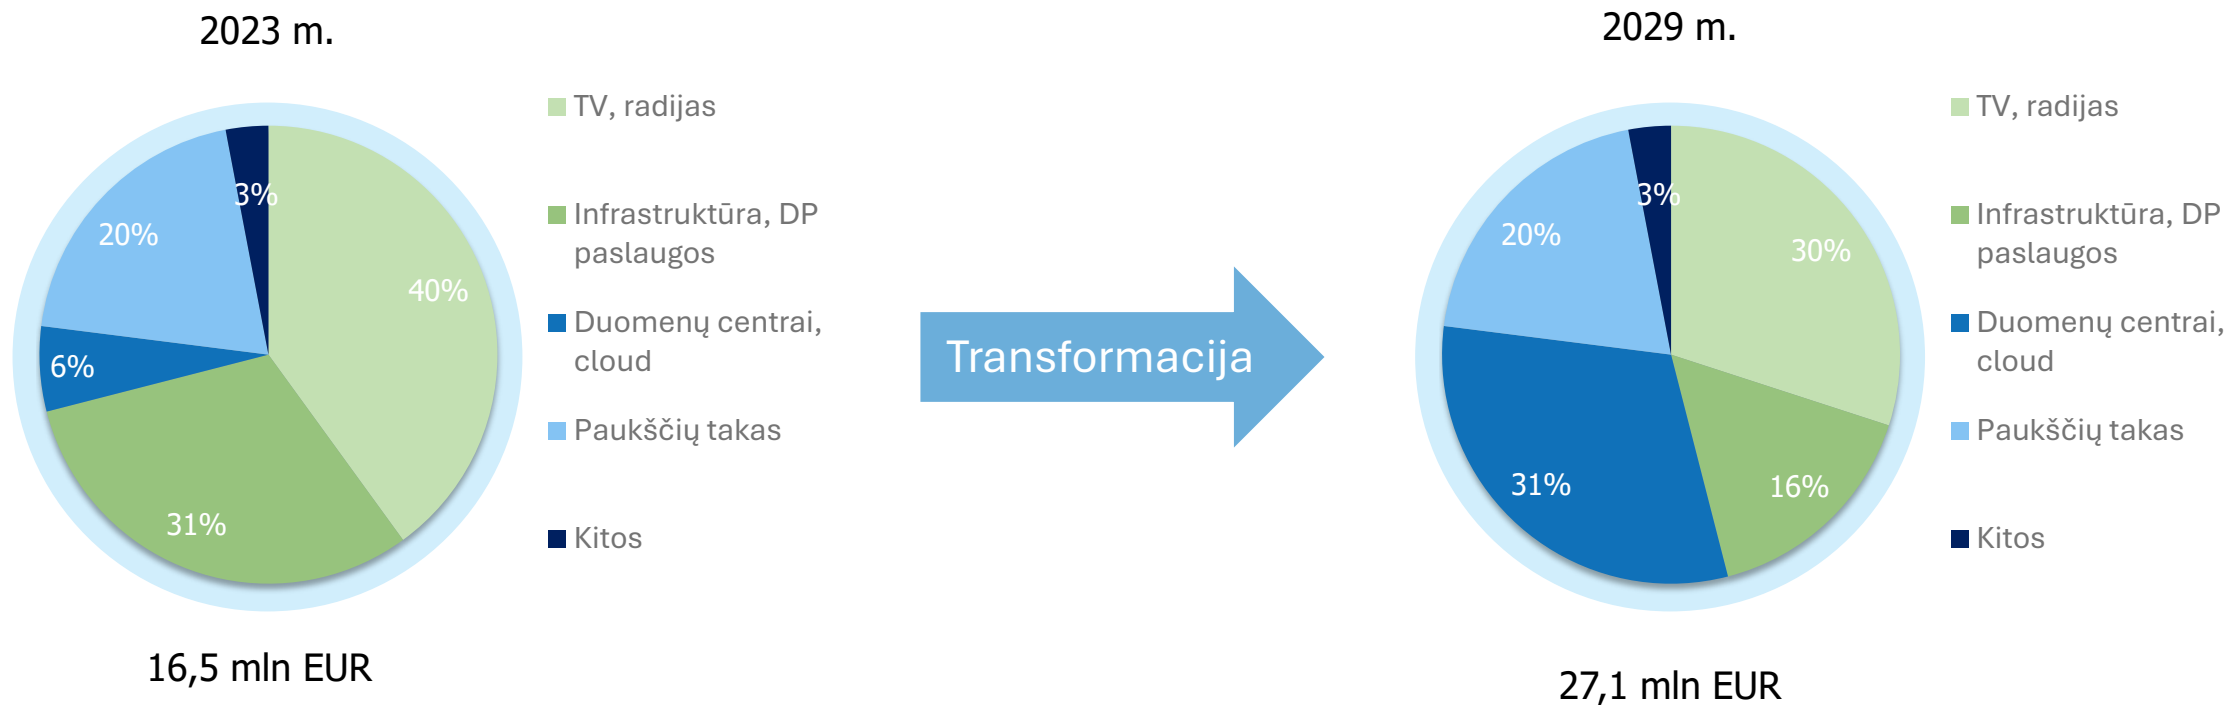 2023 m.
3%
20%
40%
6%
31%
TV, radijas
Infrastruktūra, DP
paslaugos
Duomenų centrai,
cloud
Paukščių takas
Kitos
16,5 mln EUR
Transformacija
2029 m.
3%
20%
30%
31%
16%
TV, radijas
Infrastruktūra, DP
paslaugos
Duomenų centrai,
cloud
Paukščių takas
Kitos
27,1 mln EUR